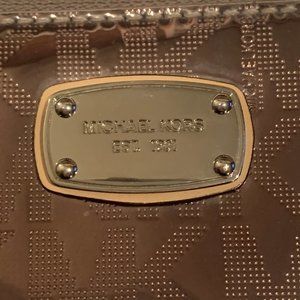 MICHAEL KORS
EST. 1981